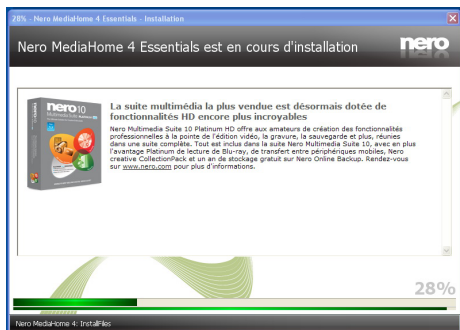 28% - Nero MediaHome 4 Essentials - Installation
Nero MediaHome 4 Essentials est en cours d'installation
nero
nero 10
La suite multimédia la plus vendue est désormais dotée de
fonctionnalités HD encore plus incroyables
Nero Multimedia Suite 10 Platinum HD offre aux amateurs de création des fonctionnalités
professionnelles à la pointe de l'édition vidéo, la gravure, la sauvegarde et plus, réunies
dans une suite complète. Tout est inclus dans la suite Nero Multimedia Suite 10, avec en plus
l'avantage Platinum de lecture de Blu-ray, de transfert entre périphériques mobiles, Nero
creative CollectionPack et un an de stockage gratuit sur Nero Online Backup. Rendez-vous
sur www.nero.com pour plus d'informations.
28%
Nero MediaHome 4: InstallFiles